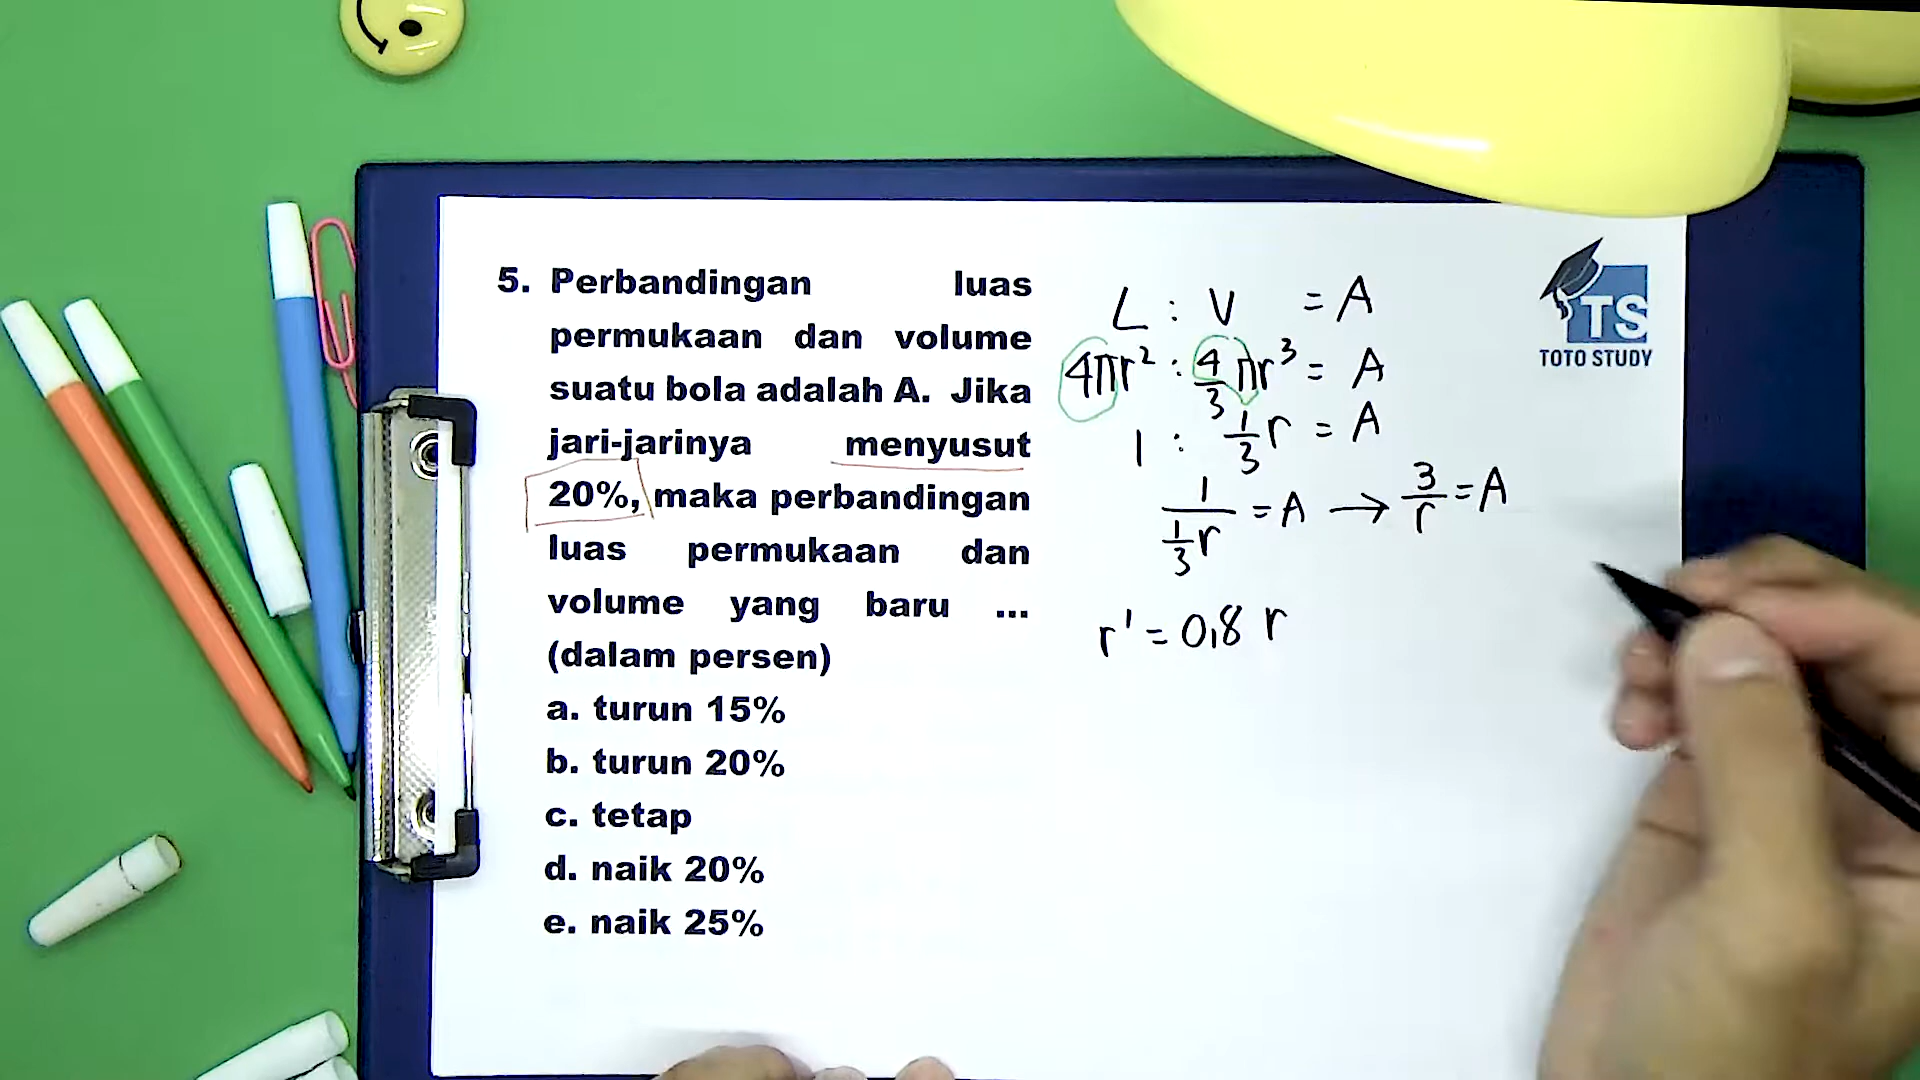 5. Perbandingan luas
permukaan dan volume
suatu bola adalah A. Jika
jari-jarinya menyusut
20%, maka perbandingan
luas permukaan dan
volume yang baru ...
(dalam persen)
a. turun 15%
b. turun 20%
c. tetap
d. naik 20%
e. naik 25%
L : V = A
4πr² : 4/3 πr³ = A
1 : 1/3 r = A
1/(1/3 r) = A → 3/r = A
r' = 0,8 r
TS
TOTO STUDY